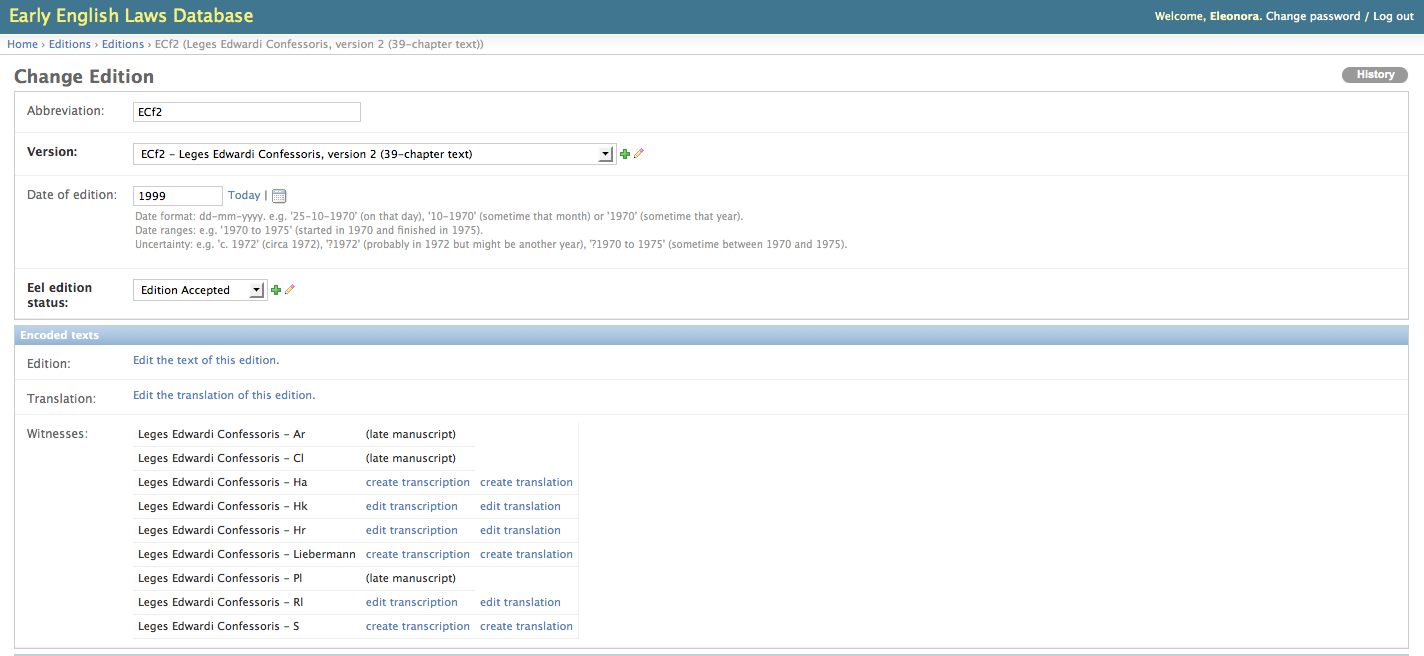 Early English Laws Database
Welcome, Eleonora. Change password / Log out
Home › Editions › Editions › ECf2 (Leges Edwardi Confessoris, version 2 (39-chapter text))
Change Edition
History
Abbreviation: ECf2
Version: ECf2 – Leges Edwardi Confessoris, version 2 (39-chapter text)
Date of edition: 1999 Today |
Date format: dd-mm-yyyy. e.g. '25-10-1970' (on that day), '10-1970' (sometime that month) or '1970' (sometime that year).
Date ranges: e.g. '1970 to 1975' (started in 1970 and finished in 1975).
Uncertainty: e.g. 'c. 1972' (circa 1972), '?1972' (probably in 1972 but might be another year), '?1970 to 1975' (sometime between 1970 and 1975).
Eel edition
status: Edition Accepted
Encoded texts
Edition: Edit the text of this edition.
Translation: Edit the translation of this edition.
Witnesses:
Leges Edwardi Confessoris – Ar (late manuscript)
Leges Edwardi Confessoris – Cl (late manuscript)
Leges Edwardi Confessoris – Ha create transcription create translation
Leges Edwardi Confessoris – Hk edit transcription edit translation
Leges Edwardi Confessoris – Hr edit transcription edit translation
Leges Edwardi Confessoris – Liebermann create transcription create translation
Leges Edwardi Confessoris – Pl (late manuscript)
Leges Edwardi Confessoris – Rl edit transcription edit translation
Leges Edwardi Confessoris – S create transcription create translation